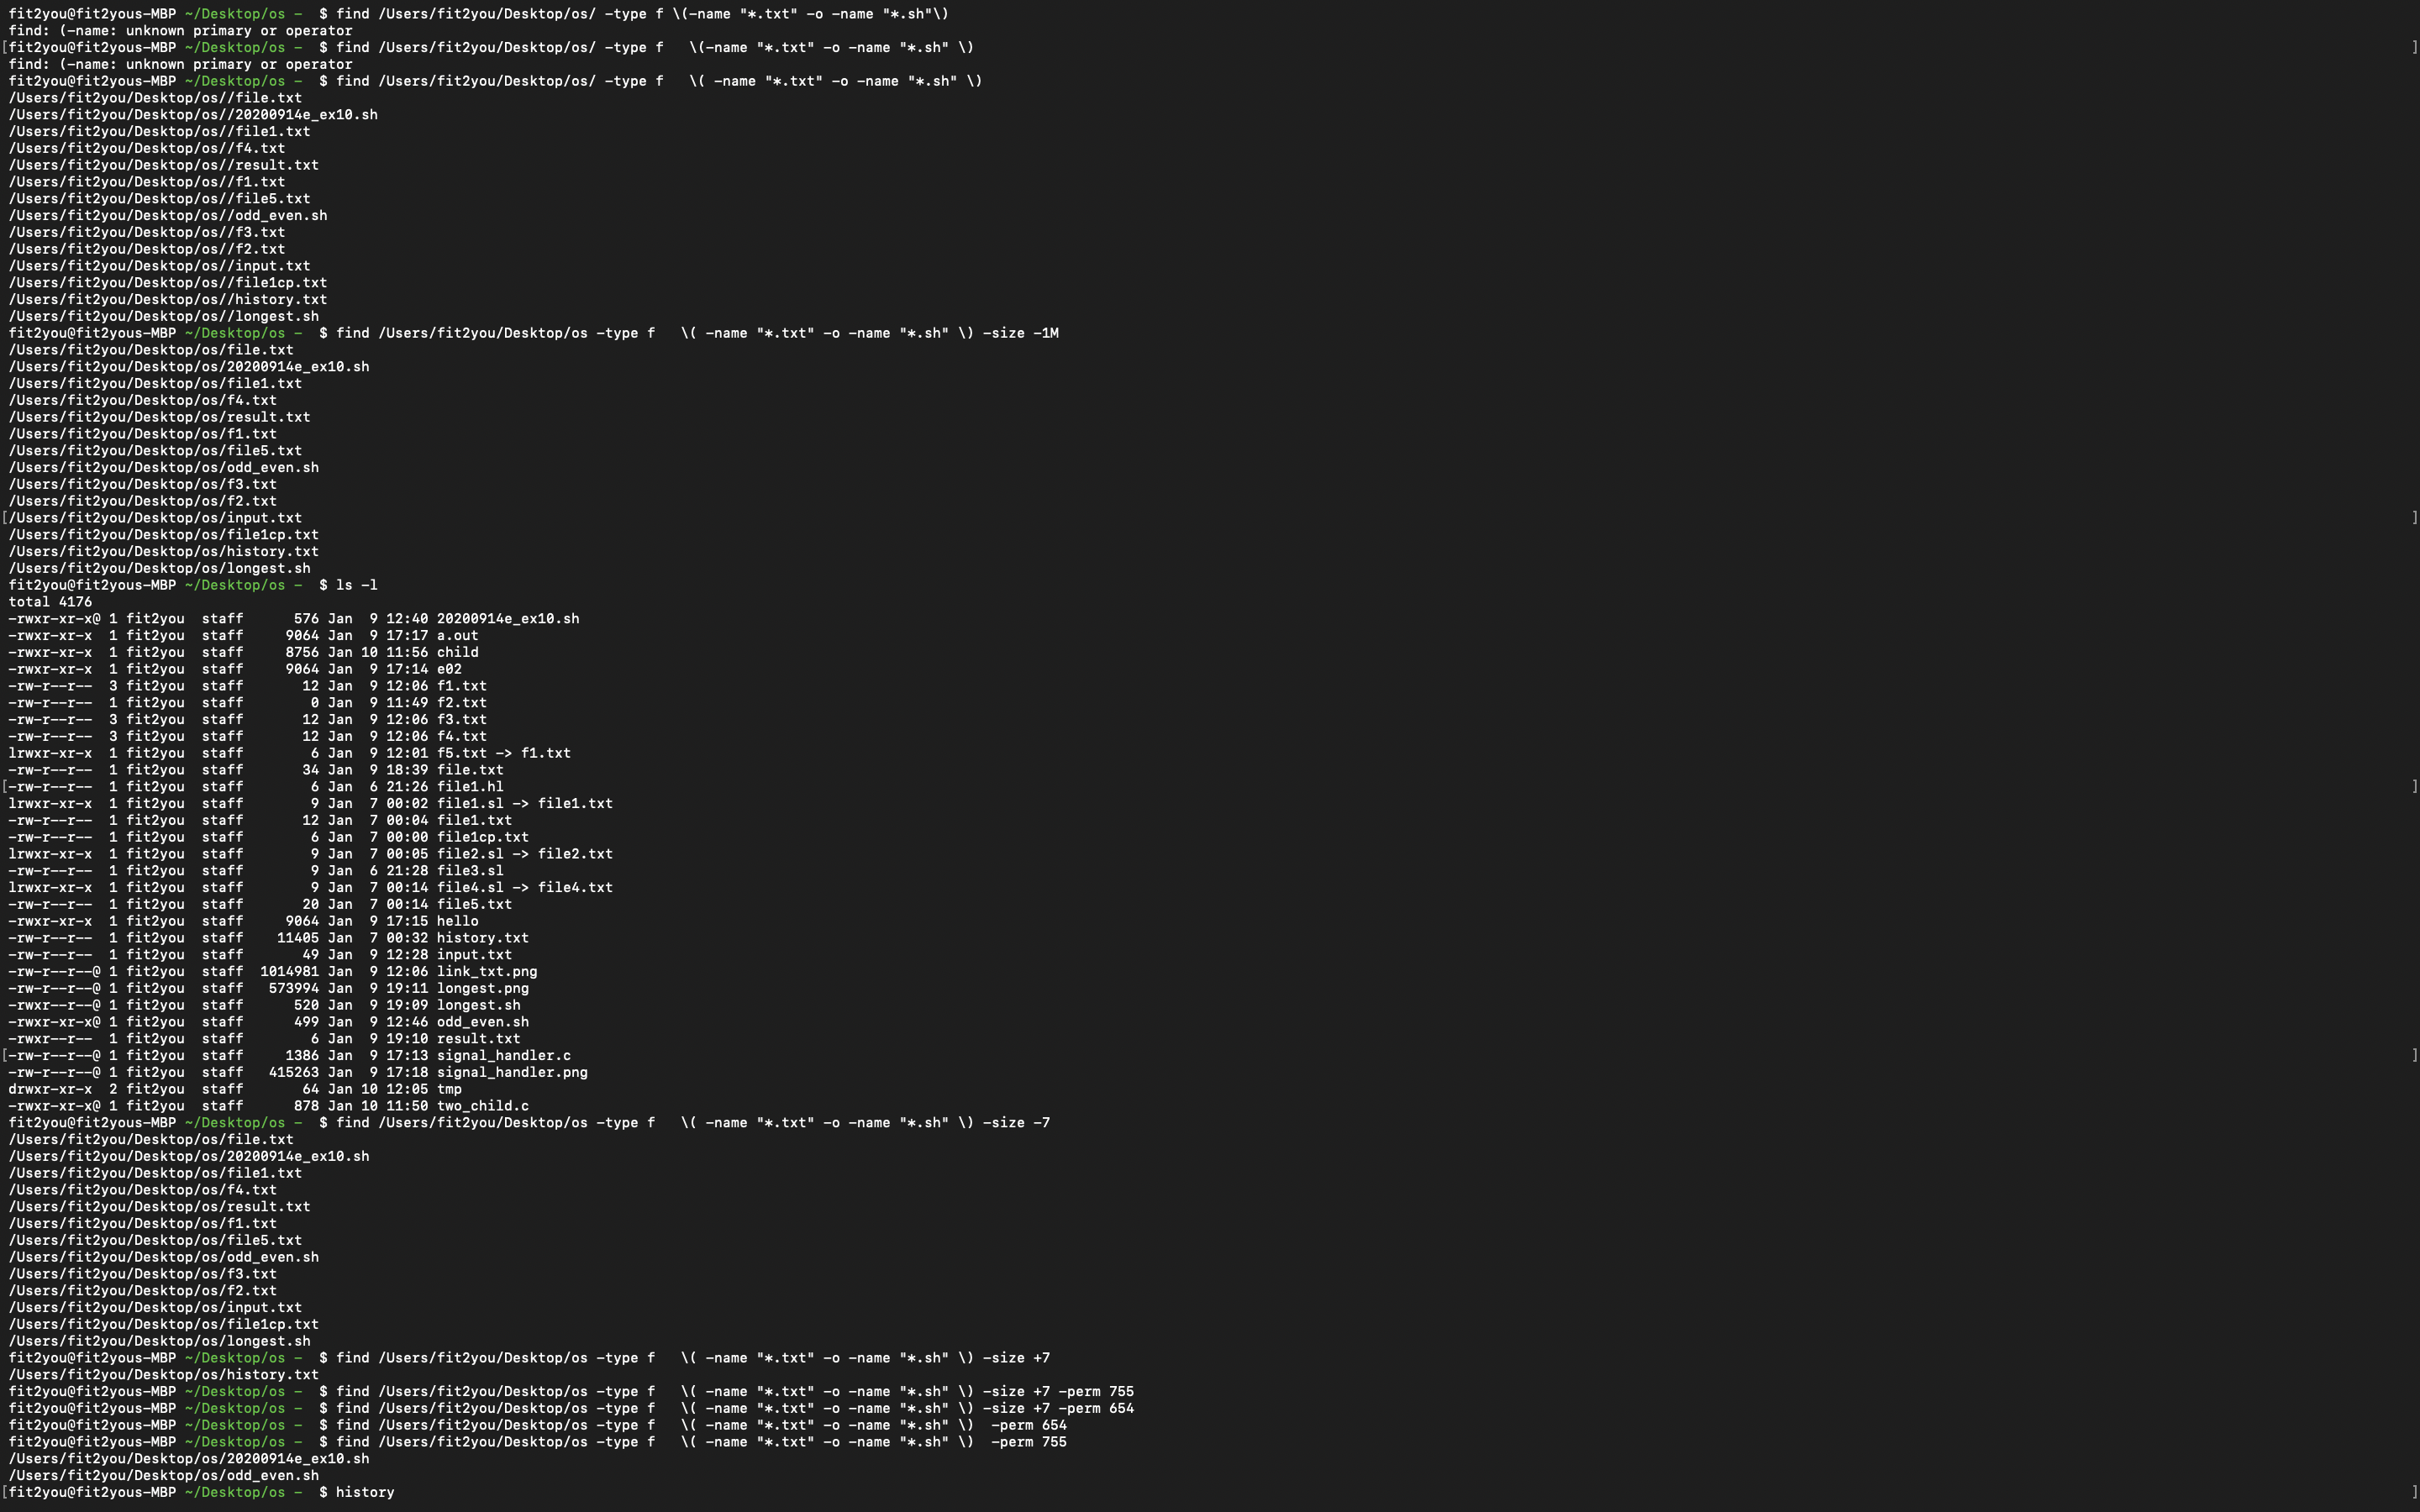 fit2you@fit2yous-MBP ~/Desktop/os -  $ find /Users/fit2you/Desktop/os/ -type f \(-name "*.txt" -o -name "*.sh"\)
find: (-name: unknown primary or operator
[fit2you@fit2yous-MBP ~/Desktop/os -  $ find /Users/fit2you/Desktop/os/ -type f   \(-name "*.txt" -o -name "*.sh" \) ]
find: (-name: unknown primary or operator
fit2you@fit2yous-MBP ~/Desktop/os -  $ find /Users/fit2you/Desktop/os/ -type f   \( -name "*.txt" -o -name "*.sh" \)
/Users/fit2you/Desktop/os//file.txt
/Users/fit2you/Desktop/os//20200914e_ex10.sh
/Users/fit2you/Desktop/os//file1.txt
/Users/fit2you/Desktop/os//f4.txt
/Users/fit2you/Desktop/os//result.txt
/Users/fit2you/Desktop/os//f1.txt
/Users/fit2you/Desktop/os//file5.txt
/Users/fit2you/Desktop/os//odd_even.sh
/Users/fit2you/Desktop/os//f3.txt
/Users/fit2you/Desktop/os//f2.txt
/Users/fit2you/Desktop/os//input.txt
/Users/fit2you/Desktop/os//file1cp.txt
/Users/fit2you/Desktop/os//history.txt
/Users/fit2you/Desktop/os//longest.sh
fit2you@fit2yous-MBP ~/Desktop/os -  $ find /Users/fit2you/Desktop/os -type f   \( -name "*.txt" -o -name "*.sh" \) -size -1M
/Users/fit2you/Desktop/os/file.txt
/Users/fit2you/Desktop/os/20200914e_ex10.sh
/Users/fit2you/Desktop/os/file1.txt
/Users/fit2you/Desktop/os/f4.txt
/Users/fit2you/Desktop/os/result.txt
/Users/fit2you/Desktop/os/f1.txt
/Users/fit2you/Desktop/os/file5.txt
/Users/fit2you/Desktop/os/odd_even.sh
/Users/fit2you/Desktop/os/f3.txt
/Users/fit2you/Desktop/os/f2.txt
[/Users/fit2you/Desktop/os/input.txt ]
/Users/fit2you/Desktop/os/file1cp.txt
/Users/fit2you/Desktop/os/history.txt
/Users/fit2you/Desktop/os/longest.sh
fit2you@fit2yous-MBP ~/Desktop/os -  $ ls -l
total 4176
-rwxr-xr-x@ 1 fit2you  staff      576 Jan  9 12:40 20200914e_ex10.sh
-rwxr-xr-x  1 fit2you  staff     9064 Jan  9 17:17 a.out
-rwxr-xr-x  1 fit2you  staff     8756 Jan 10 11:56 child
-rwxr-xr-x  1 fit2you  staff     9064 Jan  9 17:14 e02
-rw-r--r--  3 fit2you  staff       12 Jan  9 12:06 f1.txt
-rw-r--r--  1 fit2you  staff        0 Jan  9 11:49 f2.txt
-rw-r--r--  3 fit2you  staff       12 Jan  9 12:06 f3.txt
-rw-r--r--  3 fit2you  staff       12 Jan  9 12:06 f4.txt
lrwxr-xr-x  1 fit2you  staff        6 Jan  9 12:01 f5.txt -> f1.txt
-rw-r--r--  1 fit2you  staff       34 Jan  9 18:39 file.txt
[-rw-r--r--  1 fit2you  staff        6 Jan  6 21:26 file1.hl ]
lrwxr-xr-x  1 fit2you  staff        9 Jan  7 00:02 file1.sl -> file1.txt
-rw-r--r--  1 fit2you  staff       12 Jan  7 00:04 file1.txt
-rw-r--r--  1 fit2you  staff        6 Jan  7 00:00 file1cp.txt
lrwxr-xr-x  1 fit2you  staff        9 Jan  7 00:05 file2.sl -> file2.txt
-rw-r--r--  1 fit2you  staff        9 Jan  6 21:28 file3.sl
lrwxr-xr-x  1 fit2you  staff        9 Jan  7 00:14 file4.sl -> file4.txt
-rw-r--r--  1 fit2you  staff       20 Jan  7 00:14 file5.txt
-rwxr-xr-x  1 fit2you  staff     9064 Jan  9 17:15 hello
-rw-r--r--  1 fit2you  staff    11405 Jan  7 00:32 history.txt
-rw-r--r--  1 fit2you  staff       49 Jan  9 12:28 input.txt
-rw-r--r--@ 1 fit2you  staff  1014981 Jan  9 12:06 link_txt.png
-rw-r--r--@ 1 fit2you  staff   573994 Jan  9 19:11 longest.png
-rwxr--r--@ 1 fit2you  staff      520 Jan  9 19:09 longest.sh
-rwxr-xr-x@ 1 fit2you  staff      499 Jan  9 12:46 odd_even.sh
-rwxr--r--  1 fit2you  staff        6 Jan  9 19:10 result.txt
[-rw-r--r--@ 1 fit2you  staff     1386 Jan  9 17:13 signal_handler.c ]
-rw-r--r--@ 1 fit2you  staff   415263 Jan  9 17:18 signal_handler.png
drwxr-xr-x  2 fit2you  staff       64 Jan 10 12:05 tmp
-rwxr-xr-x@ 1 fit2you  staff      878 Jan 10 11:50 two_child.c
fit2you@fit2yous-MBP ~/Desktop/os -  $ find /Users/fit2you/Desktop/os -type f   \( -name "*.txt" -o -name "*.sh" \) -size -7
/Users/fit2you/Desktop/os/file.txt
/Users/fit2you/Desktop/os/20200914e_ex10.sh
/Users/fit2you/Desktop/os/file1.txt
/Users/fit2you/Desktop/os/f4.txt
/Users/fit2you/Desktop/os/result.txt
/Users/fit2you/Desktop/os/f1.txt
/Users/fit2you/Desktop/os/file5.txt
/Users/fit2you/Desktop/os/odd_even.sh
/Users/fit2you/Desktop/os/f3.txt
/Users/fit2you/Desktop/os/f2.txt
/Users/fit2you/Desktop/os/input.txt
/Users/fit2you/Desktop/os/file1cp.txt
/Users/fit2you/Desktop/os/longest.sh
fit2you@fit2yous-MBP ~/Desktop/os -  $ find /Users/fit2you/Desktop/os -type f   \( -name "*.txt" -o -name "*.sh" \) -size +7
/Users/fit2you/Desktop/os/history.txt
fit2you@fit2yous-MBP ~/Desktop/os -  $ find /Users/fit2you/Desktop/os -type f   \( -name "*.txt" -o -name "*.sh" \) -size +7 -perm 755
fit2you@fit2yous-MBP ~/Desktop/os -  $ find /Users/fit2you/Desktop/os -type f   \( -name "*.txt" -o -name "*.sh" \) -size +7 -perm 654
fit2you@fit2yous-MBP ~/Desktop/os -  $ find /Users/fit2you/Desktop/os -type f   \( -name "*.txt" -o -name "*.sh" \)  -perm 654
fit2you@fit2yous-MBP ~/Desktop/os -  $ find /Users/fit2you/Desktop/os -type f   \( -name "*.txt" -o -name "*.sh" \)  -perm 755
/Users/fit2you/Desktop/os/20200914e_ex10.sh
/Users/fit2you/Desktop/os/odd_even.sh
[fit2you@fit2yous-MBP ~/Desktop/os -  $ history ]